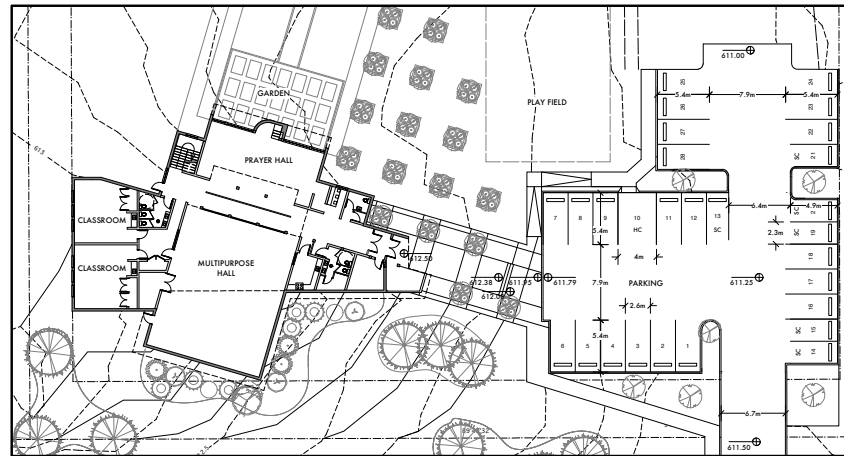 611.00
25
24
5.4m
7.9m
5.4m
26
23
GARDEN
PLAY FIELD
27
22
613
PRAYER HALL
28
SC
21
6.4m
4.9m
7
8
9
10
11
12
13
SC
CLASSROOM
HC
SC
2.3m
19
5.4m
612.50
4m
18
MULTIPURPOSE
HALL
CLASSROOM
612.38
611.95
611.79
7.9m
PARKING
611.25
17
2.6m
16
5.4m
SC
15
6
5
4
3
2
1
SC
14
6.7m
611.50